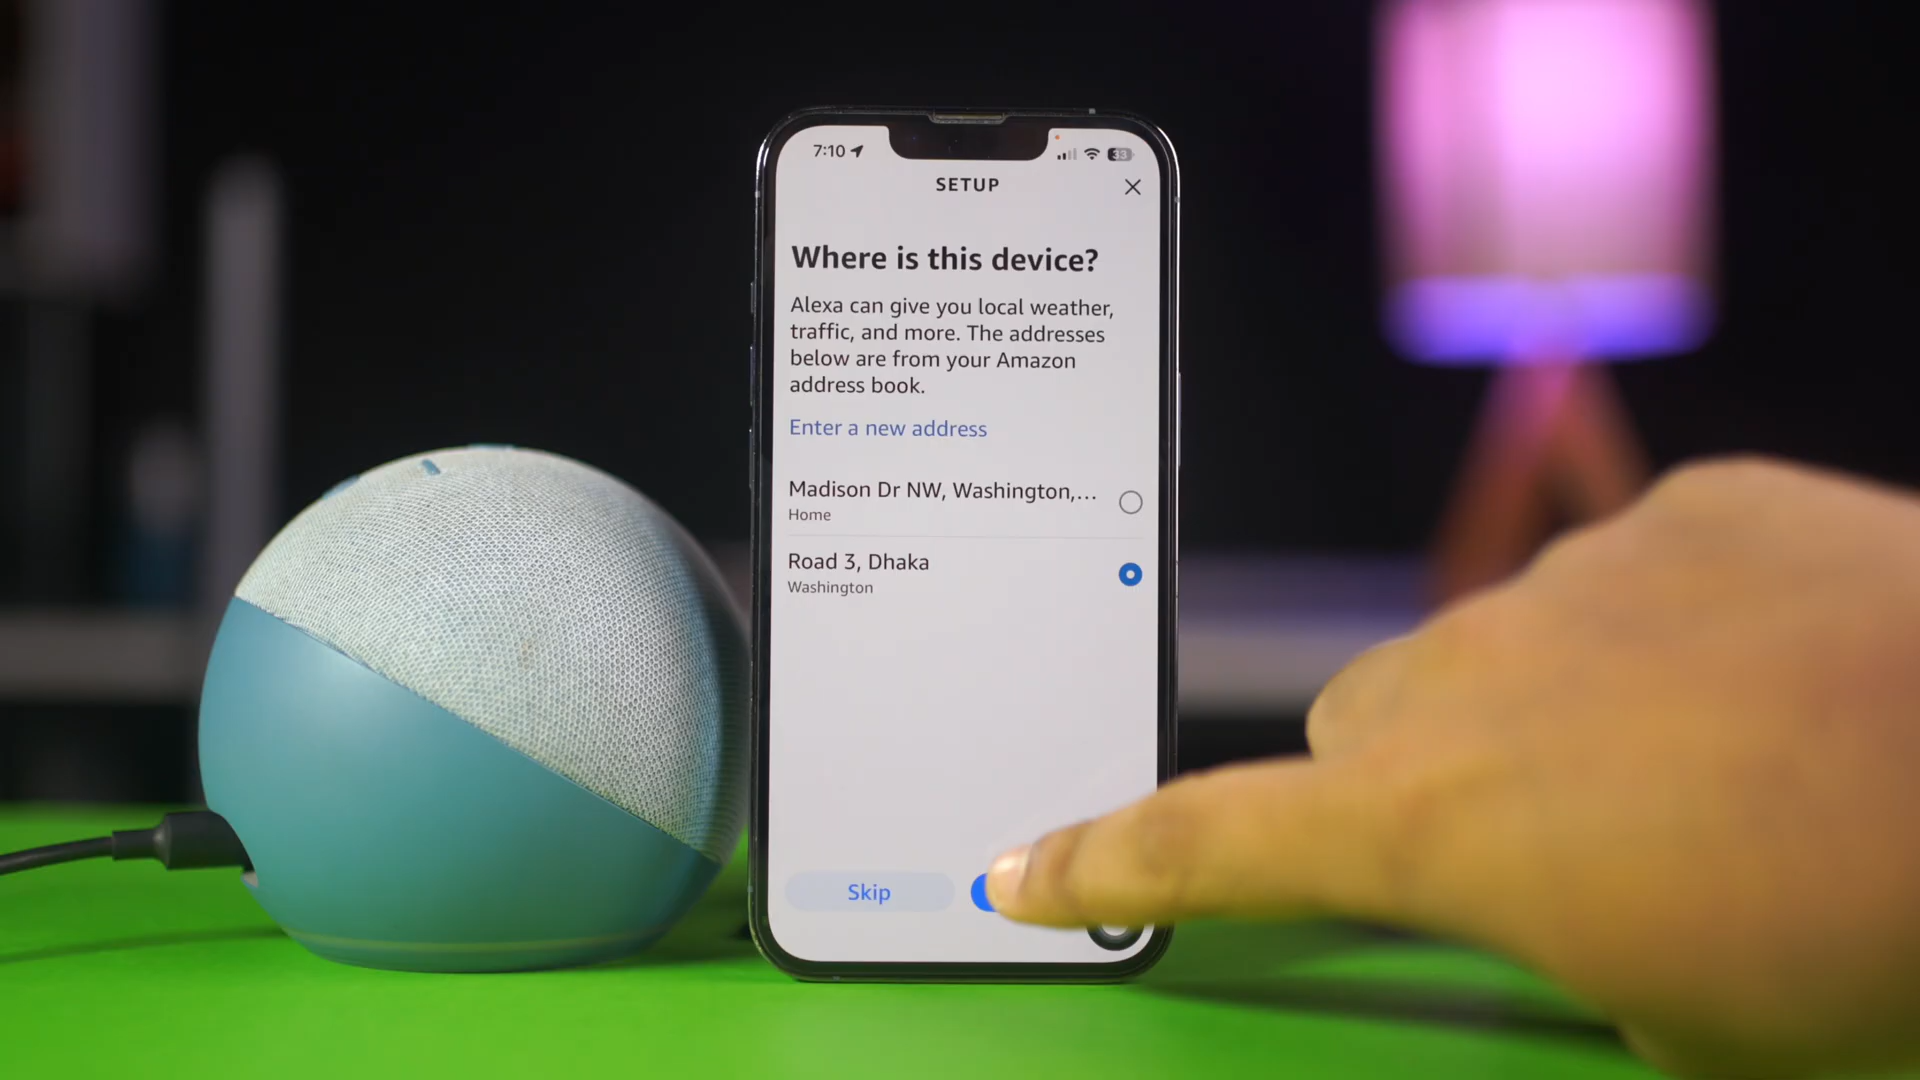 7:10
33
SETUP
Where is this device?
Alexa can give you local weather,
traffic, and more. The addresses
below are from your Amazon
address book.
Enter a new address
Madison Dr NW, Washington,...
Home
Road 3, Dhaka
Washington
Skip